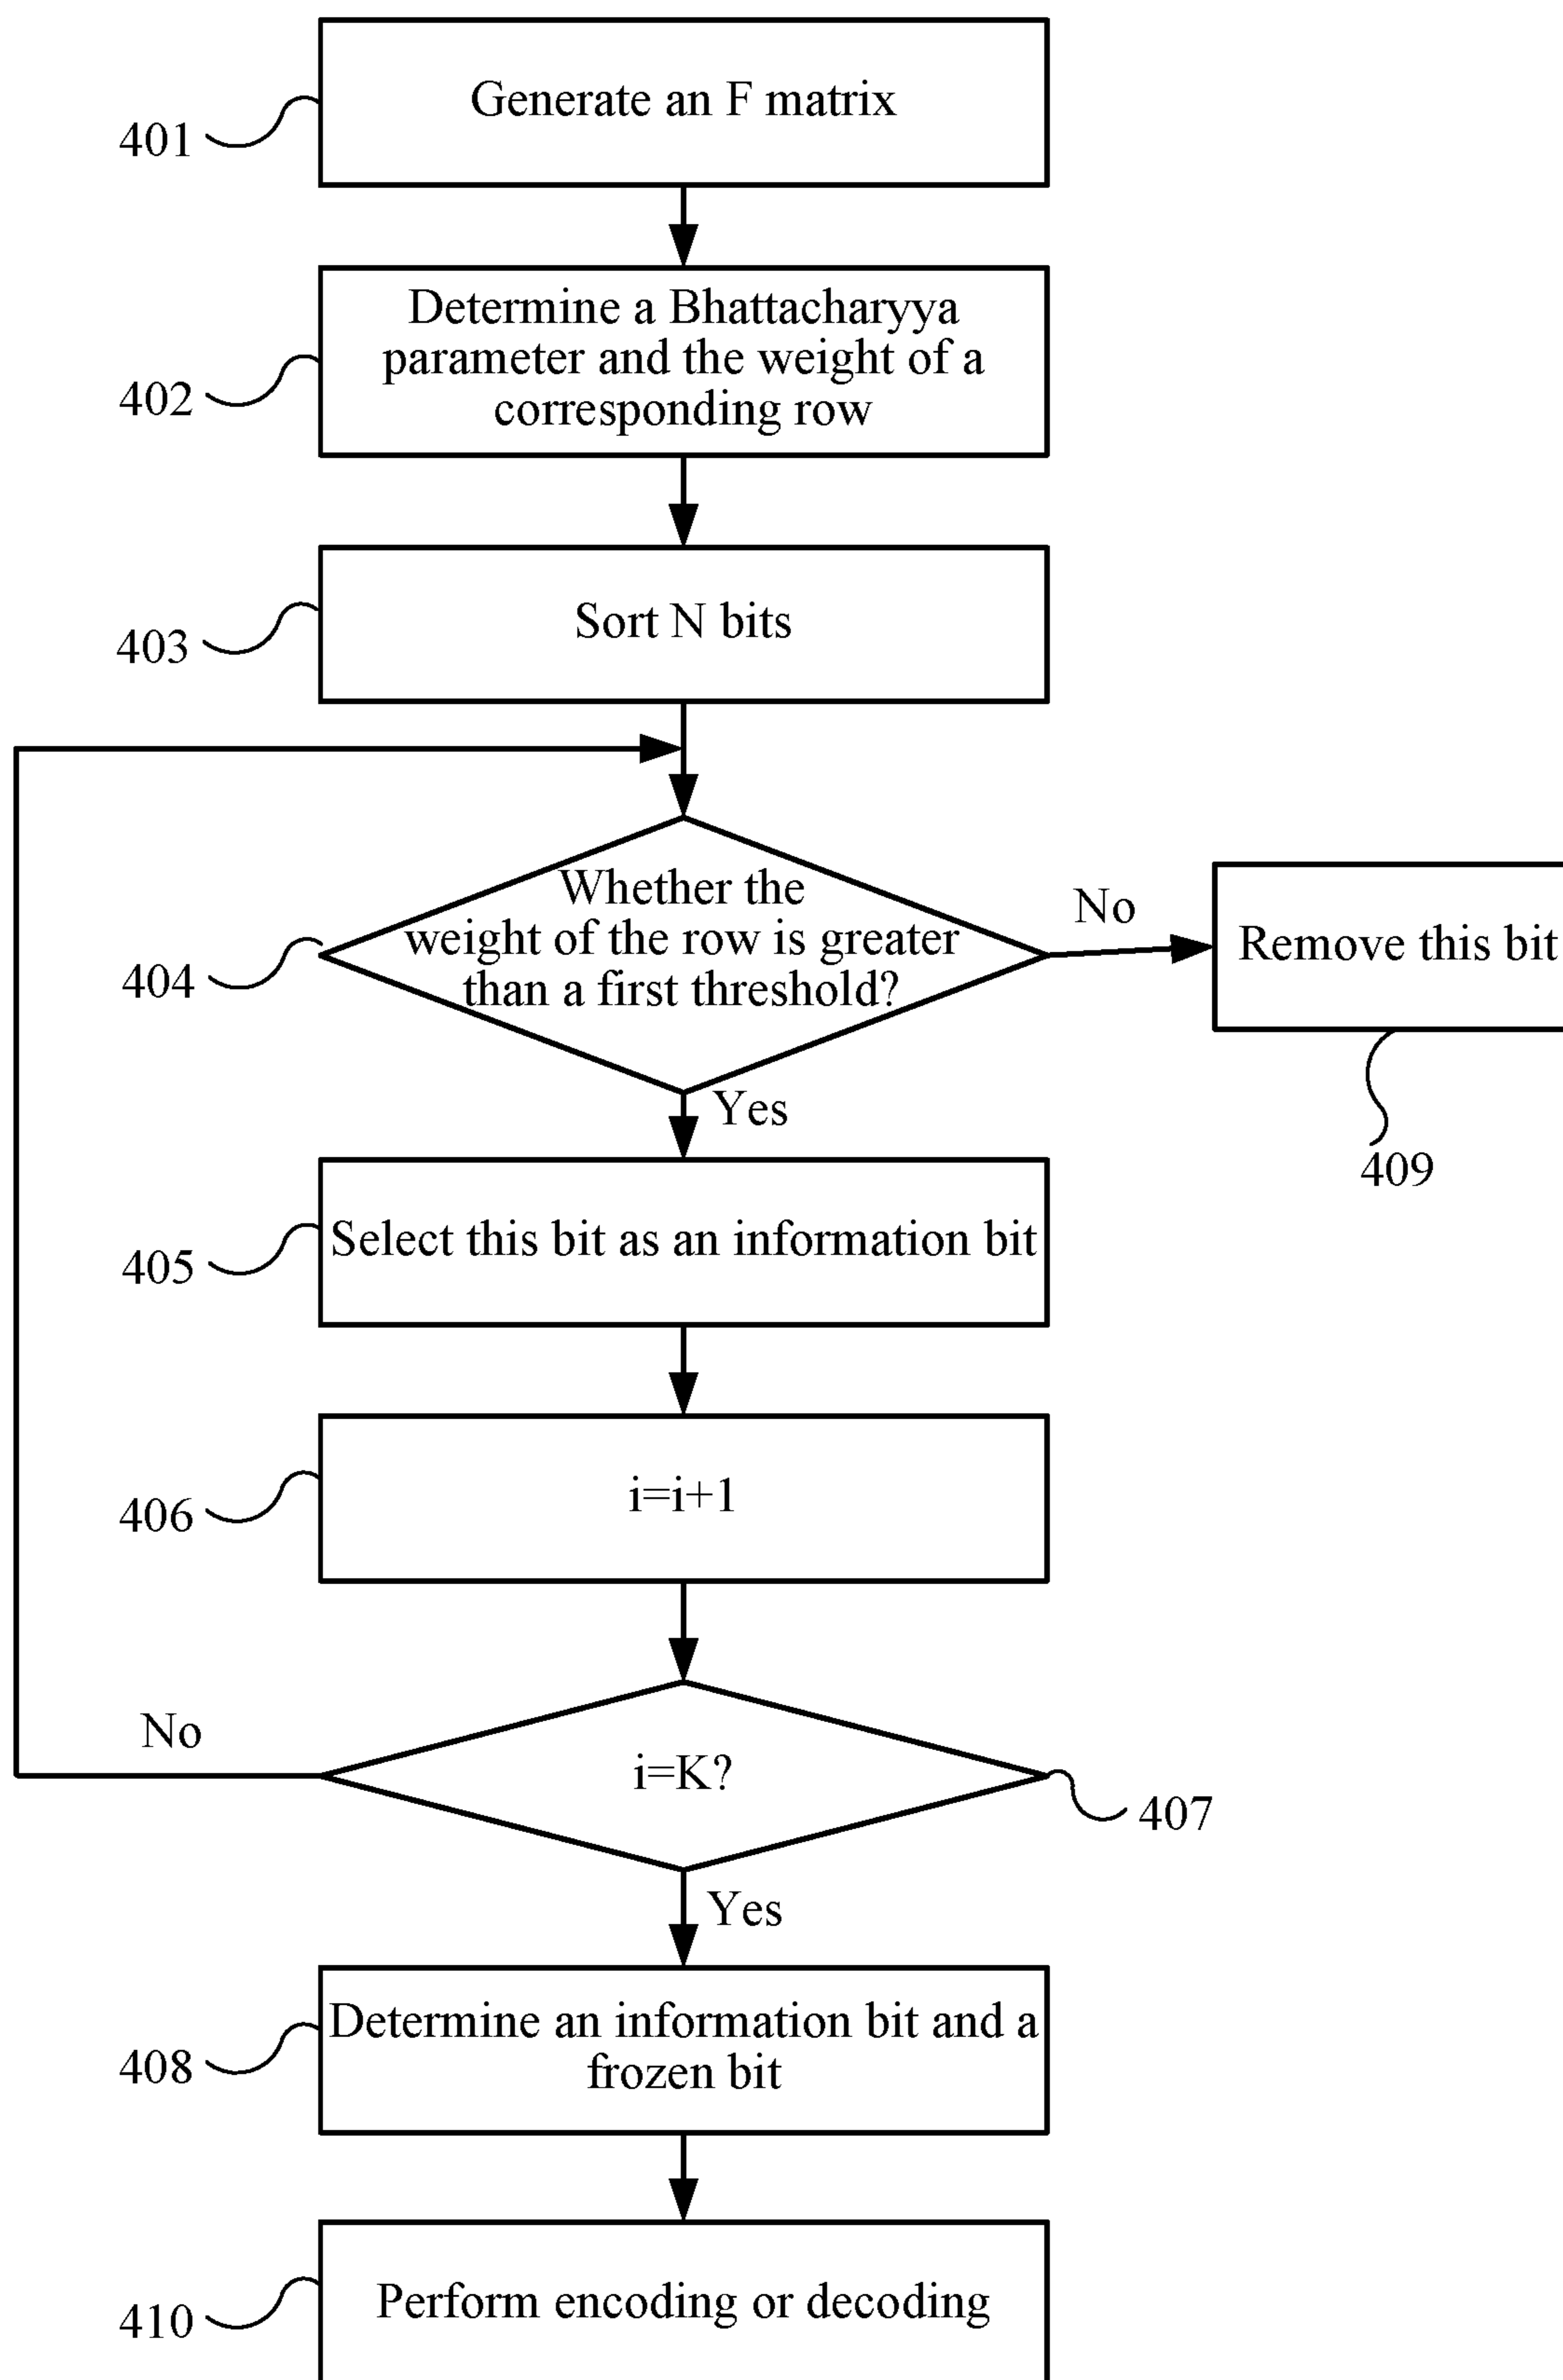 Generate an F matrix
401
Determine a Bhattacharyya
parameter and the weight of a
corresponding row
402
Sort N bits
403
Whether the
weight of the row is greater
than a first threshold?
404
No
Remove this bit
409
Yes
Select this bit as an information bit
405
i=i+1
406
No
i=K?
407
Yes
Determine an information bit and a
frozen bit
408
Perform encoding or decoding
410